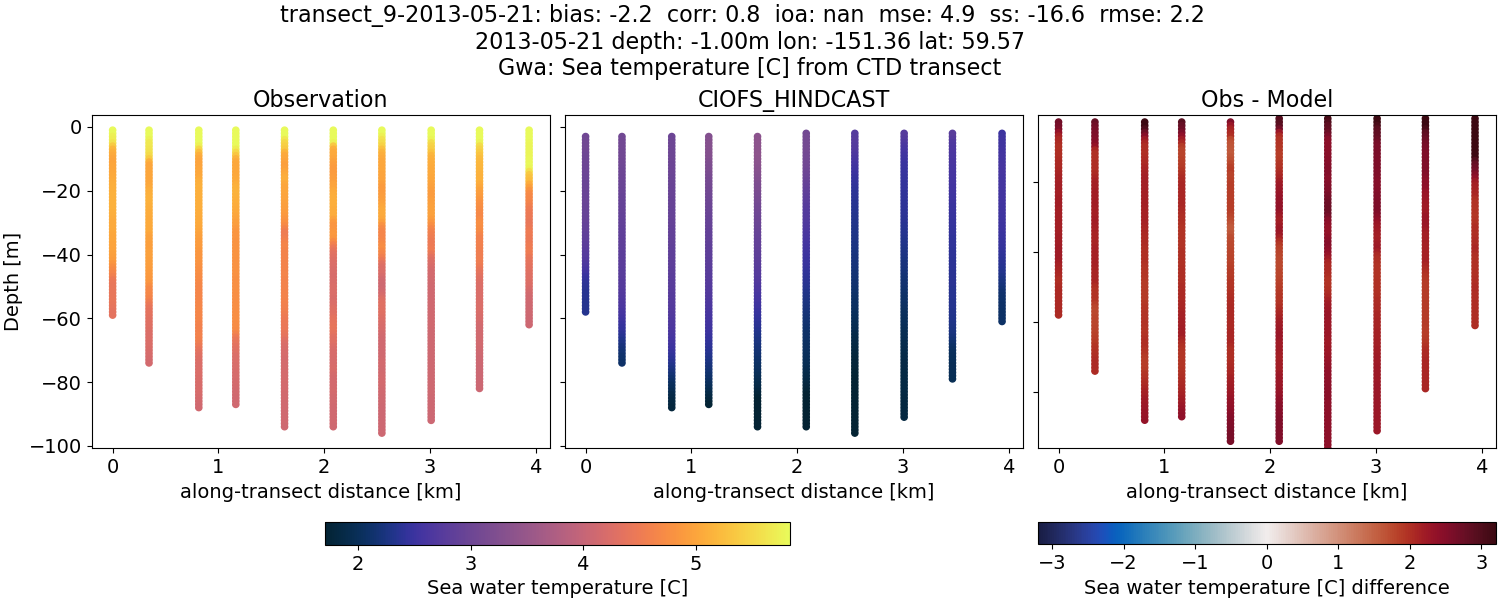 transect_9-2013-05-21: bias: -2.2  corr: 0.8  ioa: nan  mse: 4.9  ss: -16.6  rmse: 2.2
2013-05-21 depth: -1.00m lon: -151.36 lat: 59.57
Gwa: Sea temperature [C] from CTD transect
Observation
CIOFS_HINDCAST
Obs - Model
Depth [m]
0
−20
−40
−60
−80
−100
0 1 2 3 4
0 1 2 3 4
0 1 2 3 4
along-transect distance [km]
along-transect distance [km]
along-transect distance [km]
2 3 4 5
Sea water temperature [C]
−3 −2 −1 0 1 2 3
Sea water temperature [C] difference